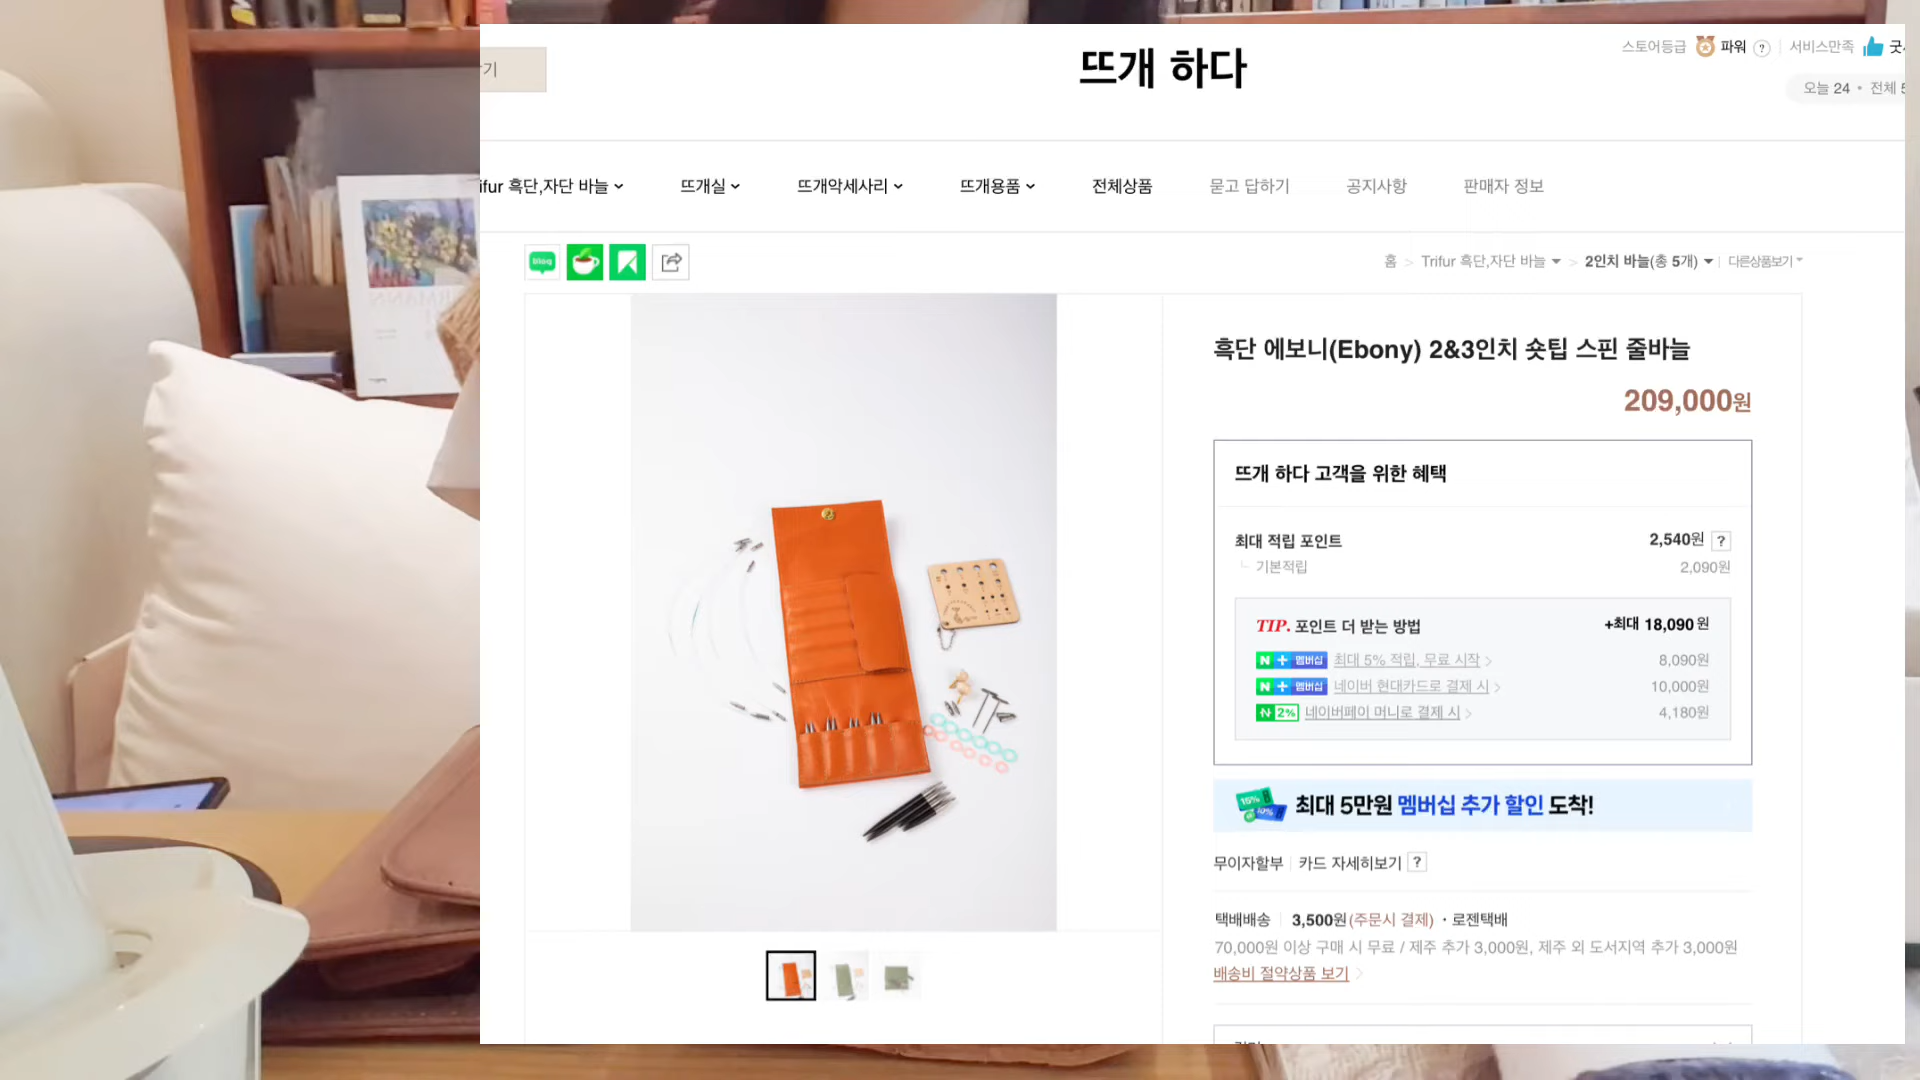 기
뜨개 하다
스토어등급 파워 ? 서비스만족 굿
오늘 24 • 전체 5
ifur 흑단,자단 바늘
뜨개실
뜨개악세사리
뜨개용품
전체상품
묻고 답하기
공지사항
판매자 정보
blog
홈 > Trifur 흑단,자단 바늘 > 2인치 바늘(총 5개) 다른상품보기
흑단 에보니(Ebony) 2&3인치 숏팁 스핀 줄바늘
209,000원
뜨개 하다 고객을 위한 혜택
최대 적립 포인트 2,540원 ?
기본적립 2,090원
TIP. 포인트 더 받는 방법 +최대 18,090 원
N + 멤버십 최대 5% 적립, 무료 시작 > 8,090원
N + 멤버십 네이버 현대카드로 결제 시 > 10,000원
N 2% 네이버페이 머니로 결제 시 > 4,180원
15% 10% 최대 5만원 멤버십 추가 할인 도착!
무이자할부 카드 자세히보기 ?
택배배송 3,500원(주문시 결제) ・ 로젠택배
70,000원 이상 구매 시 무료 / 제주 추가 3,000원, 제주 외 도서지역 추가 3,000원
배송비 절약상품 보기 >